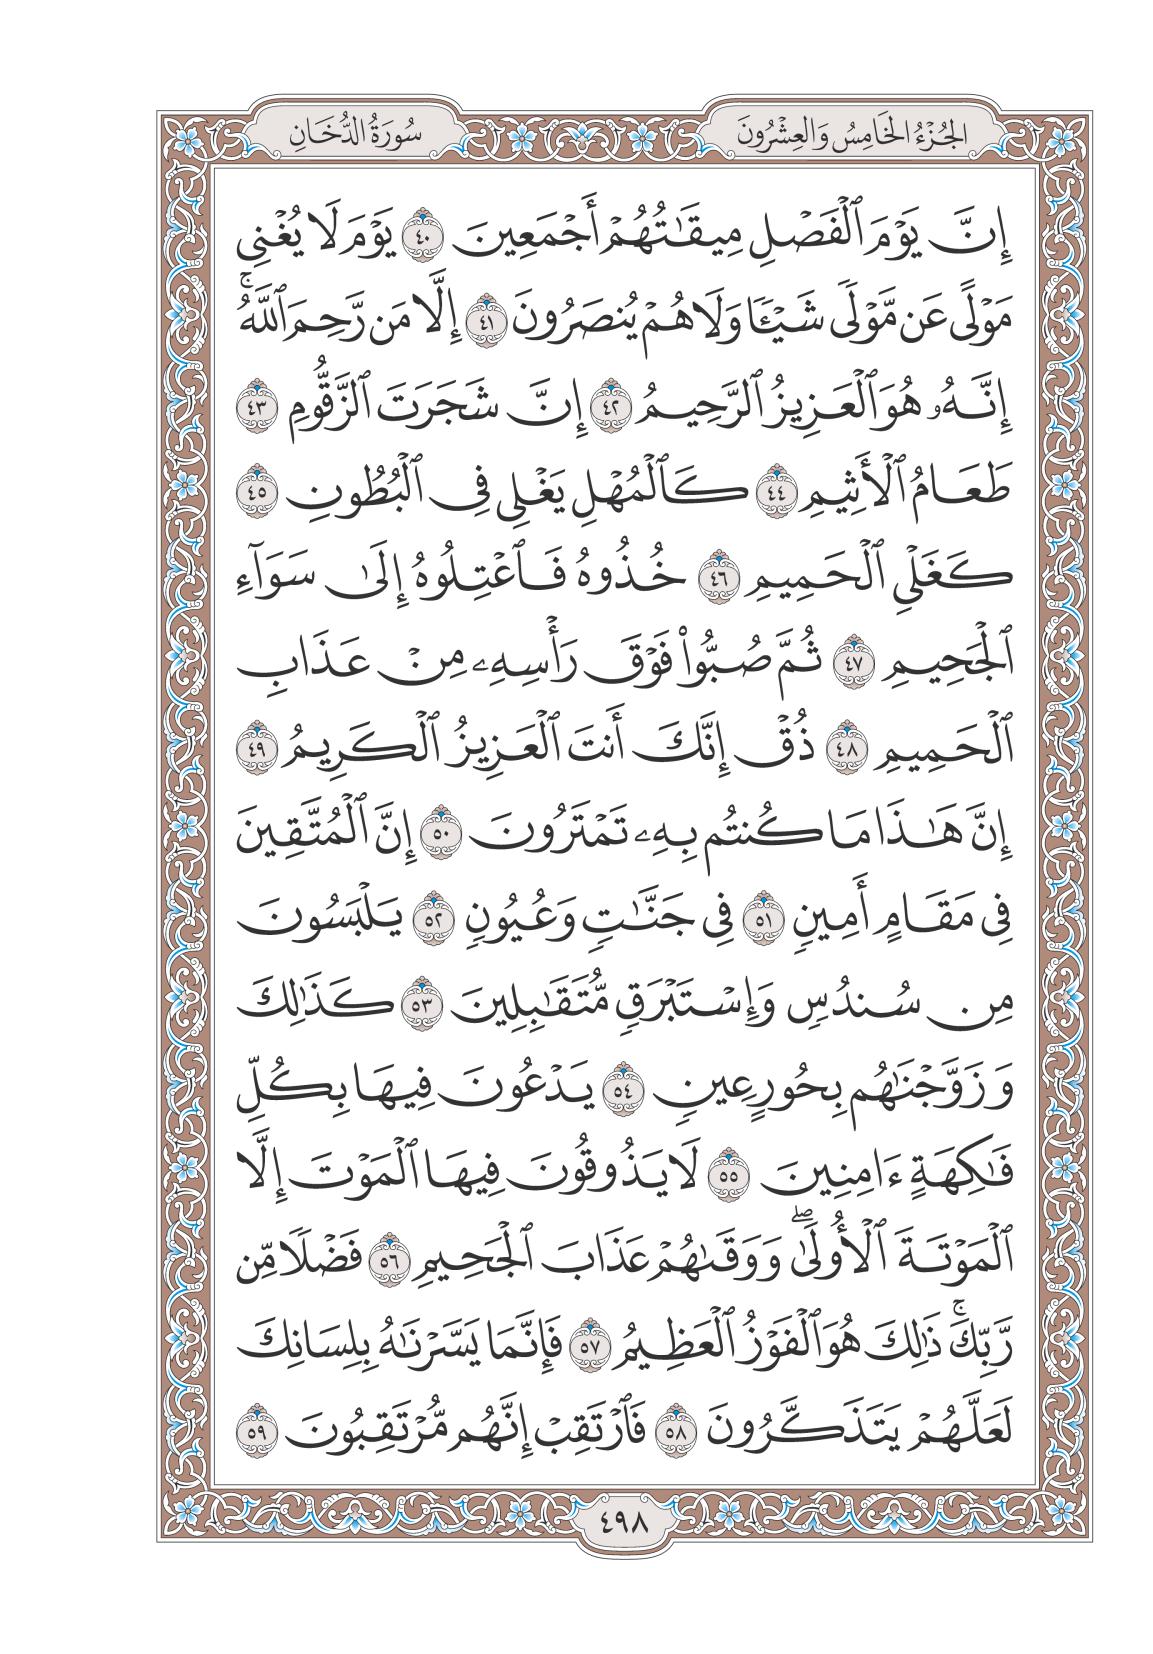 الجُزْءُ الخَامِسُ وَالعِشْرُونَ
سُورَةُ الدُّخَانِ
إِنَّ يَوْمَ ٱلْفَصْلِ مِيقَٰتُهُمْ أَجْمَعِينَ ٤٠ يَوْمَ لَا يُغْنِى
مَوْلًى عَن مَّوْلًى شَيْـًٔا وَلَا هُمْ يُنصَرُونَ ٤١ إِلَّا مَن رَّحِمَ ٱللَّهُۚ
إِنَّهُۥ هُوَ ٱلْعَزِيزُ ٱلرَّحِيمُ ٤٢ إِنَّ شَجَرَتَ ٱلزَّقُّومِ ٤٣
طَعَامُ ٱلْأَثِيمِ ٤٤ كَٱلْمُهْلِ يَغْلِى فِى ٱلْبُطُونِ ٤٥
كَغَلْىِ ٱلْحَمِيمِ ٤٦ خُذُوهُ فَٱعْتِلُوهُ إِلَىٰ سَوَآءِ
ٱلْجَحِيمِ ٤٧ ثُمَّ صُبُّوا۟ فَوْقَ رَأْسِهِۦ مِنْ عَذَابِ
ٱلْحَمِيمِ ٤٨ ذُقْ إِنَّكَ أَنتَ ٱلْعَزِيزُ ٱلْكَرِيمُ ٤٩
إِنَّ هَٰذَا مَا كُنتُم بِهِۦ تَمْتَرُونَ ٥٠ إِنَّ ٱلْمُتَّقِينَ
فِى مَقَامٍ أَمِينٍ ٥١ فِى جَنَّٰتٍ وَعُيُونٍ ٥٢ يَلْبَسُونَ
مِن سُندُسٍ وَإِسْتَبْرَقٍ مُّتَقَٰبِلِينَ ٥٣ كَذَٰلِكَ
وَزَوَّجْنَٰهُم بِحُورٍ عِينٍ ٥٤ يَدْعُونَ فِيهَا بِكُلِّ
فَٰكِهَةٍ ءَامِنِينَ ٥٥ لَا يَذُوقُونَ فِيهَا ٱلْمَوْتَ إِلَّا
ٱلْمَوْتَةَ ٱلْأُولَىٰۖ وَوَقَىٰهُمْ عَذَابَ ٱلْجَحِيمِ ٥٦ فَضْلًا مِّن
رَّبِّكَۚ ذَٰلِكَ هُوَ ٱلْفَوْزُ ٱلْعَظِيمُ ٥٧ فَإِنَّمَا يَسَّرْنَٰهُ بِلِسَانِكَ
لَعَلَّهُمْ يَتَذَكَّرُونَ ٥٨ فَٱرْتَقِبْ إِنَّهُم مُّرْتَقِبُونَ ٥٩
٤٩٨